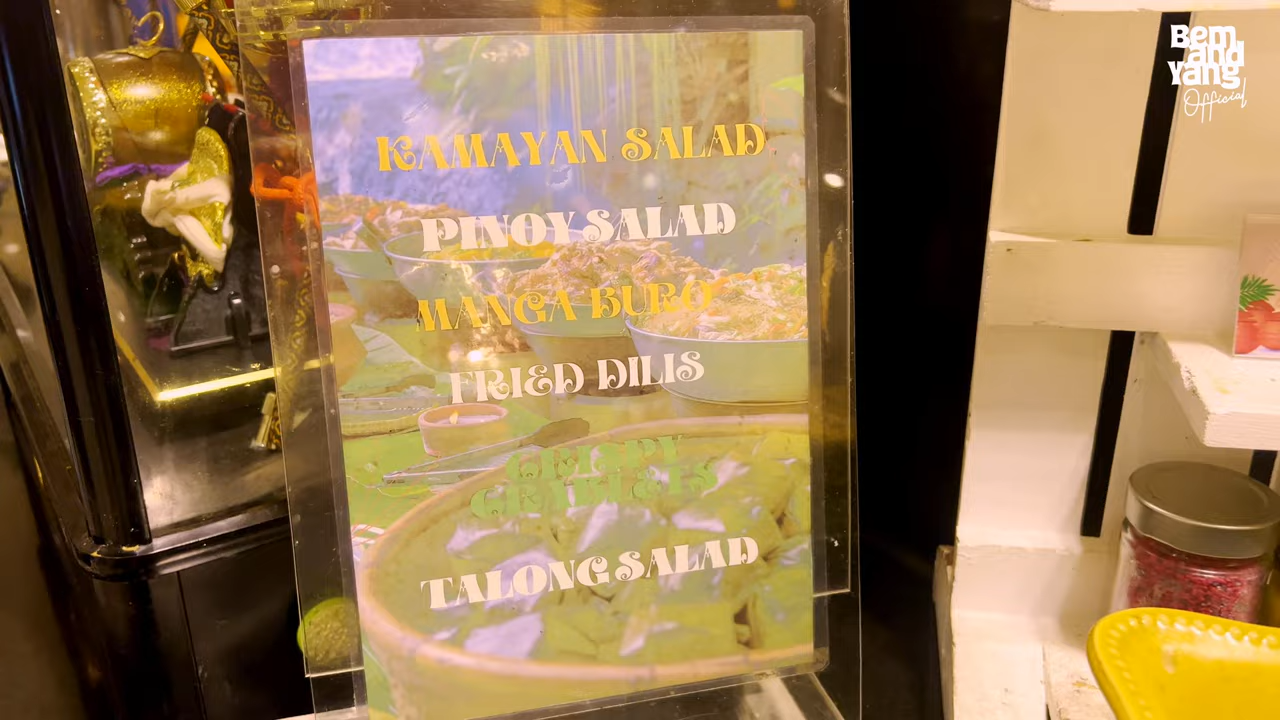 Bem
and
Yang
Official
KAMAYAN SALAD
PINOY SALAD
MANGA BURO
FRIED DILIS
CRISPY
CRABLETS
TALONG SALAD